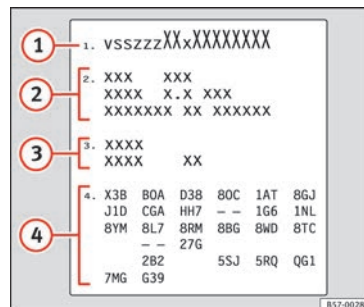 1
1. VSSZZZXXxXXXXXXXX
2
2. XXX XXX
XXXX X.X XXX
XXXXXXX XX XXXXXX
3
3. XXXX
XXXX XX
4
4. X3B B0A D38 80C 1AT 8GJ
J1D CGA HH7 – – 1G6 1NL
8YM 8L7 8RM 8BG 8WD 8TC
– – 27G
2B2 5SJ 5RQ QG1
7MG G39
B57-0028